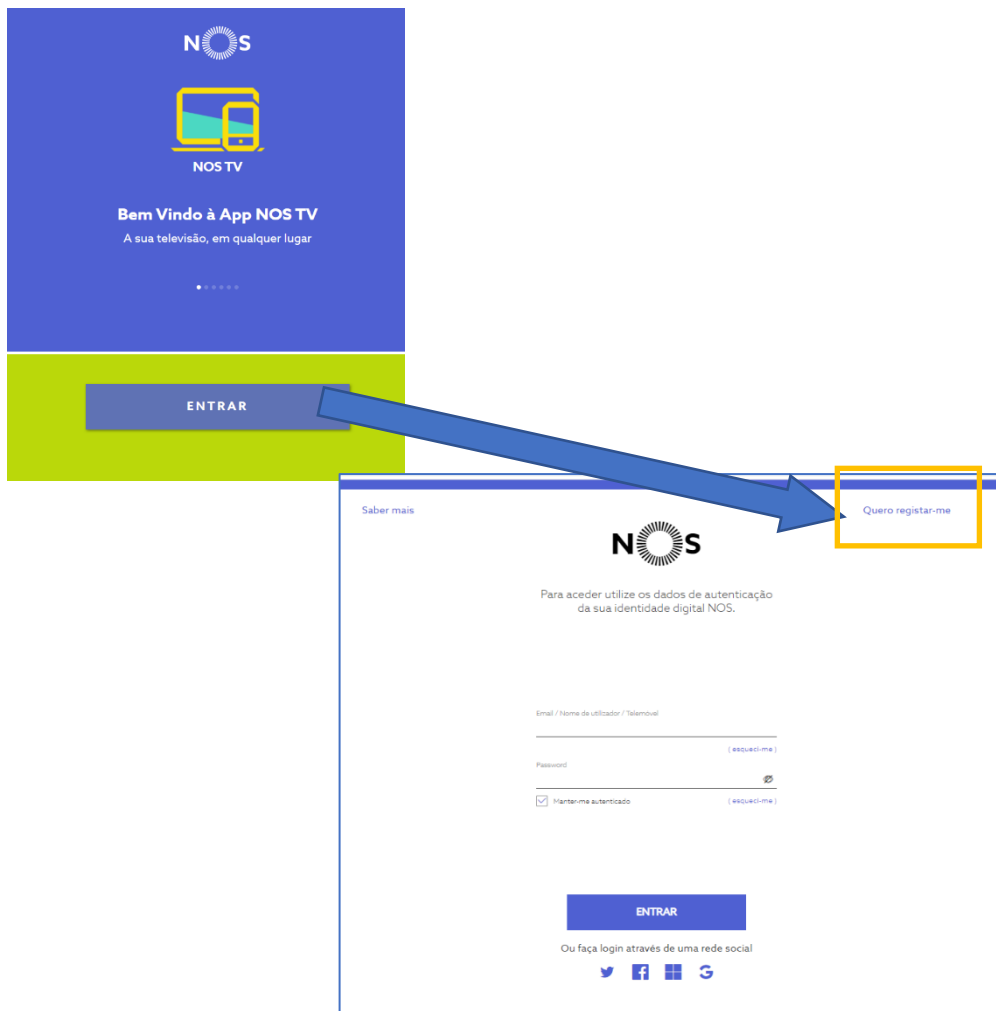 NOS
NOS TV
Bem Vindo à App NOS TV
A sua televisão, em qualquer lugar
ENTRAR
Saber mais
Quero registar-me
NOS
Para aceder utilize os dados de autenticação
da sua identidade digital NOS.
Email / Nome de utilizador / Telemóvel
( esqueci-me )
Password
Manter-me autenticado
( esqueci-me )
ENTRAR
Ou faça login através de uma rede social